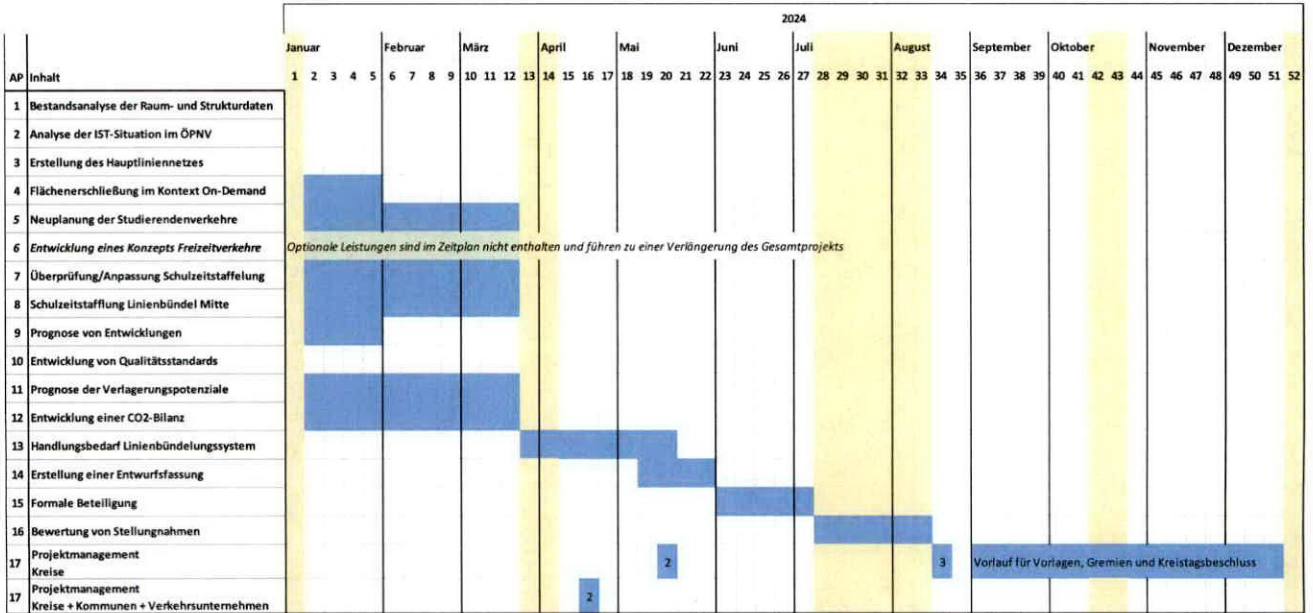 2024
Januar Februar März April Mai Juni Juli August September Oktober November Dezember
AP Inhalt 1 2 3 4 5 6 7 8 9 10 11 12 13 14 15 16 17 18 19 20 21 22 23 24 25 26 27 28 29 30 31 32 33 34 35 36 37 38 39 40 41 42 43 44 45 46 47 48 49 50 51 52
1 Bestandsanalyse der Raum- und Strukturdaten
2 Analyse der IST-Situation im ÖPNV
3 Erstellung des Hauptliniennetzes
4 Flächenerschließung im Kontext On-Demand
5 Neuplanung der Studierendenverkehre
6 Entwicklung eines Konzepts Freizeitverkehre Optionale Leistungen sind im Zeitplan nicht enthalten und führen zu einer Verlängerung des Gesamtprojekts
7 Überprüfung/Anpassung Schulzeitstaffelung
8 Schulzeitstafflung Linienbündel Mitte
9 Prognose von Entwicklungen
10 Entwicklung von Qualitätsstandards
11 Prognose der Verlagerungspotenziale
12 Entwicklung einer CO2-Bilanz
13 Handlungsbedarf Linienbündelungssystem
14 Erstellung einer Entwurfsfassung
15 Formale Beteiligung
16 Bewertung von Stellungnahmen
17 Projektmanagement
Kreise 2 3 Vorlauf für Vorlagen, Gremien und Kreistagsbeschluss
17 Projektmanagement
Kreise + Kommunen + Verkehrsunternehmen 2